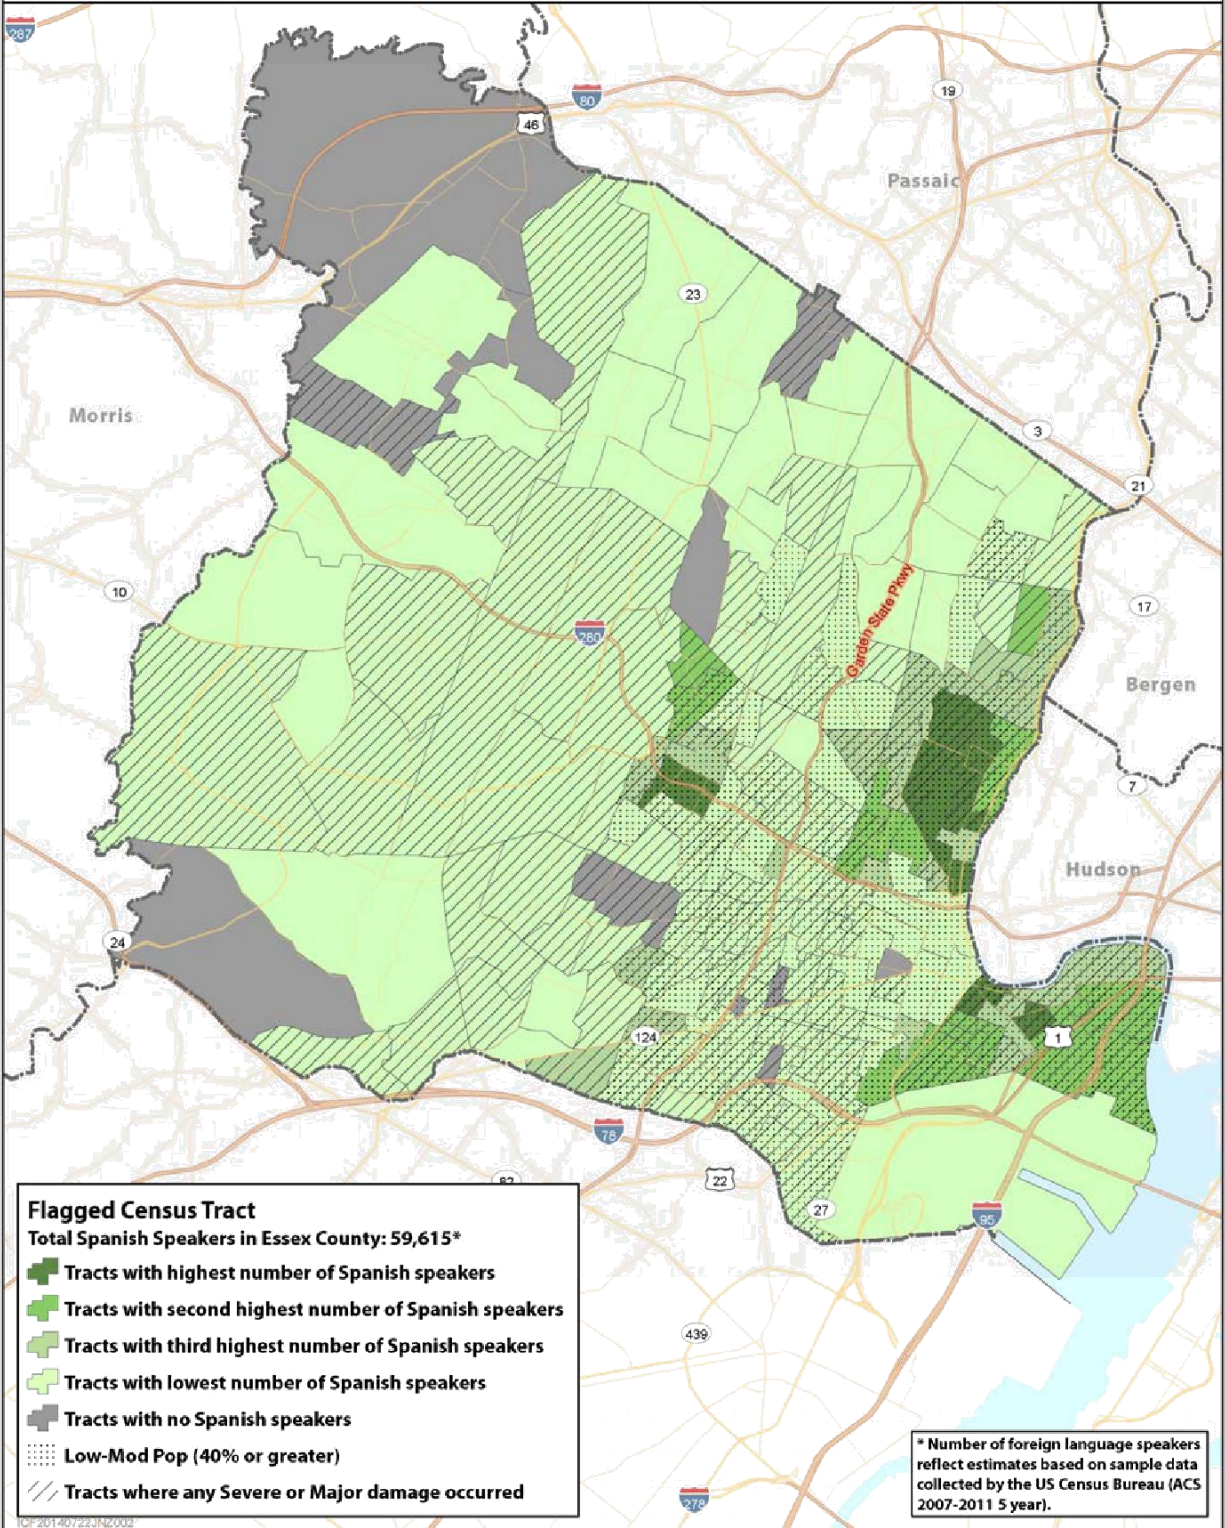 287
80
19
46
Passaic
23
Morris
3
21
10
17
Garden State Pkwy
280
Bergen
7
Hudson
24
1
124
78
22
27
95
Flagged Census Tract
Total Spanish Speakers in Essex County: 59,615*
Tracts with highest number of Spanish speakers
Tracts with second highest number of Spanish speakers
Tracts with third highest number of Spanish speakers
Tracts with lowest number of Spanish speakers
Tracts with no Spanish speakers
Low-Mod Pop (40% or greater)
Tracts where any Severe or Major damage occurred
439
278
* Number of foreign language speakers
reflect estimates based on sample data
collected by the US Census Bureau (ACS
2007-2011 5 year).
ICF20140722JNZ002